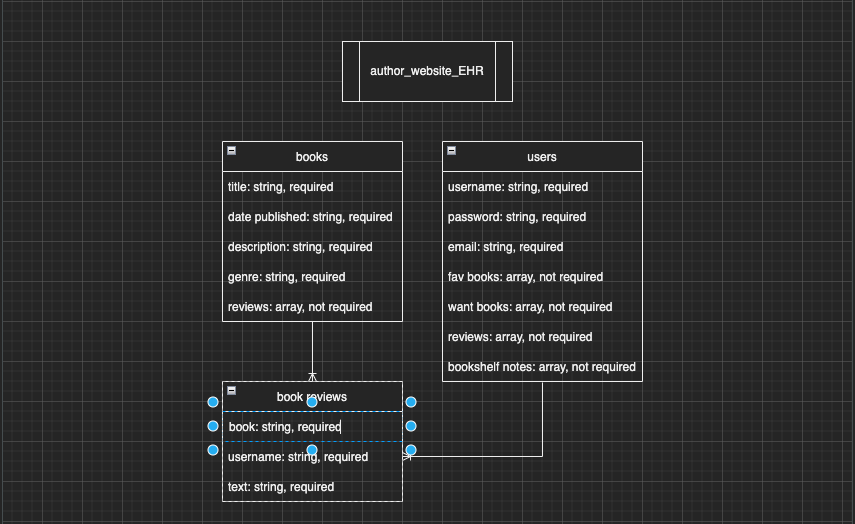 author_website_EHR
books
title: string, required
date published: string, required
description: string, required
genre: string, required
reviews: array, not required
users
username: string, required
password: string, required
email: string, required
fav books: array, not required
want books: array, not required
reviews: array, not required
bookshelf notes: array, not required
book reviews
book: string, required
username: string, required
text: string, required